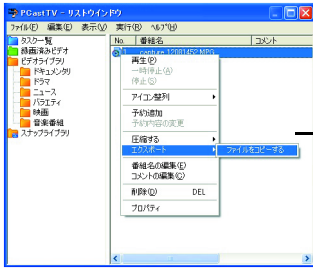 PCastTV - リストウインドウ
ファイル(F) 編集(E) 表示(V) 実行(R) ヘルプ(H)
タスク一覧
録画済みビデオ
ビデオライブラリ
ドキュメンタリ
ドラマ
ニュース
バラエティ
映画
音楽番組
スナップライブラリ
No. 番組名 コメント
1 capture 12081452.MPG
再生(P)
一時停止(A)
停止(S)
アイコン整列
予約追加
予約内容の変更
圧縮する
エクスポート
ファイルをコピーする
番組名の編集(E)
コメントの編集(C)
削除(D) DEL
プロパティ